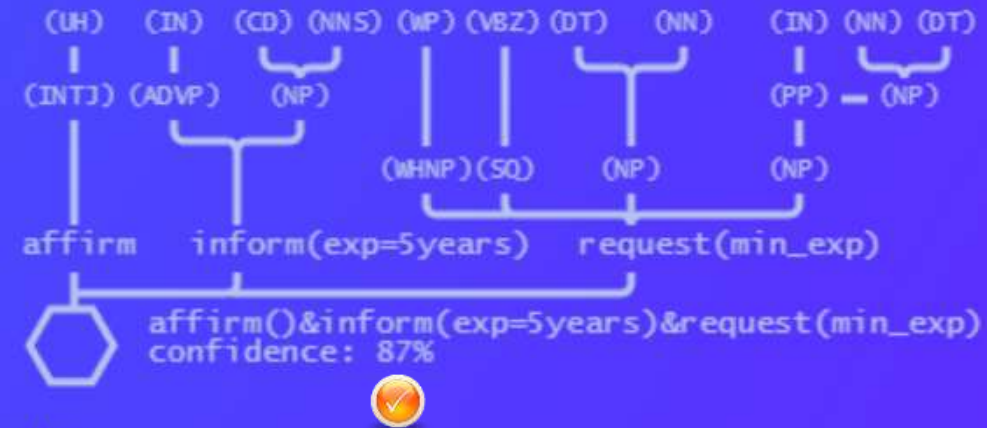 (UH) (IN) (CD) (NNS) (WP) (VBZ) (DT) (NN) (IN) (NN) (DT)
(INTJ) (ADVP) (NP) (PP) (NP)
(WHNP) (SQ) (NP) (NP)
affirm inform(exp=5years) request(min_exp)
affirm()&inform(exp=5years)&request(min_exp)
confidence: 87%